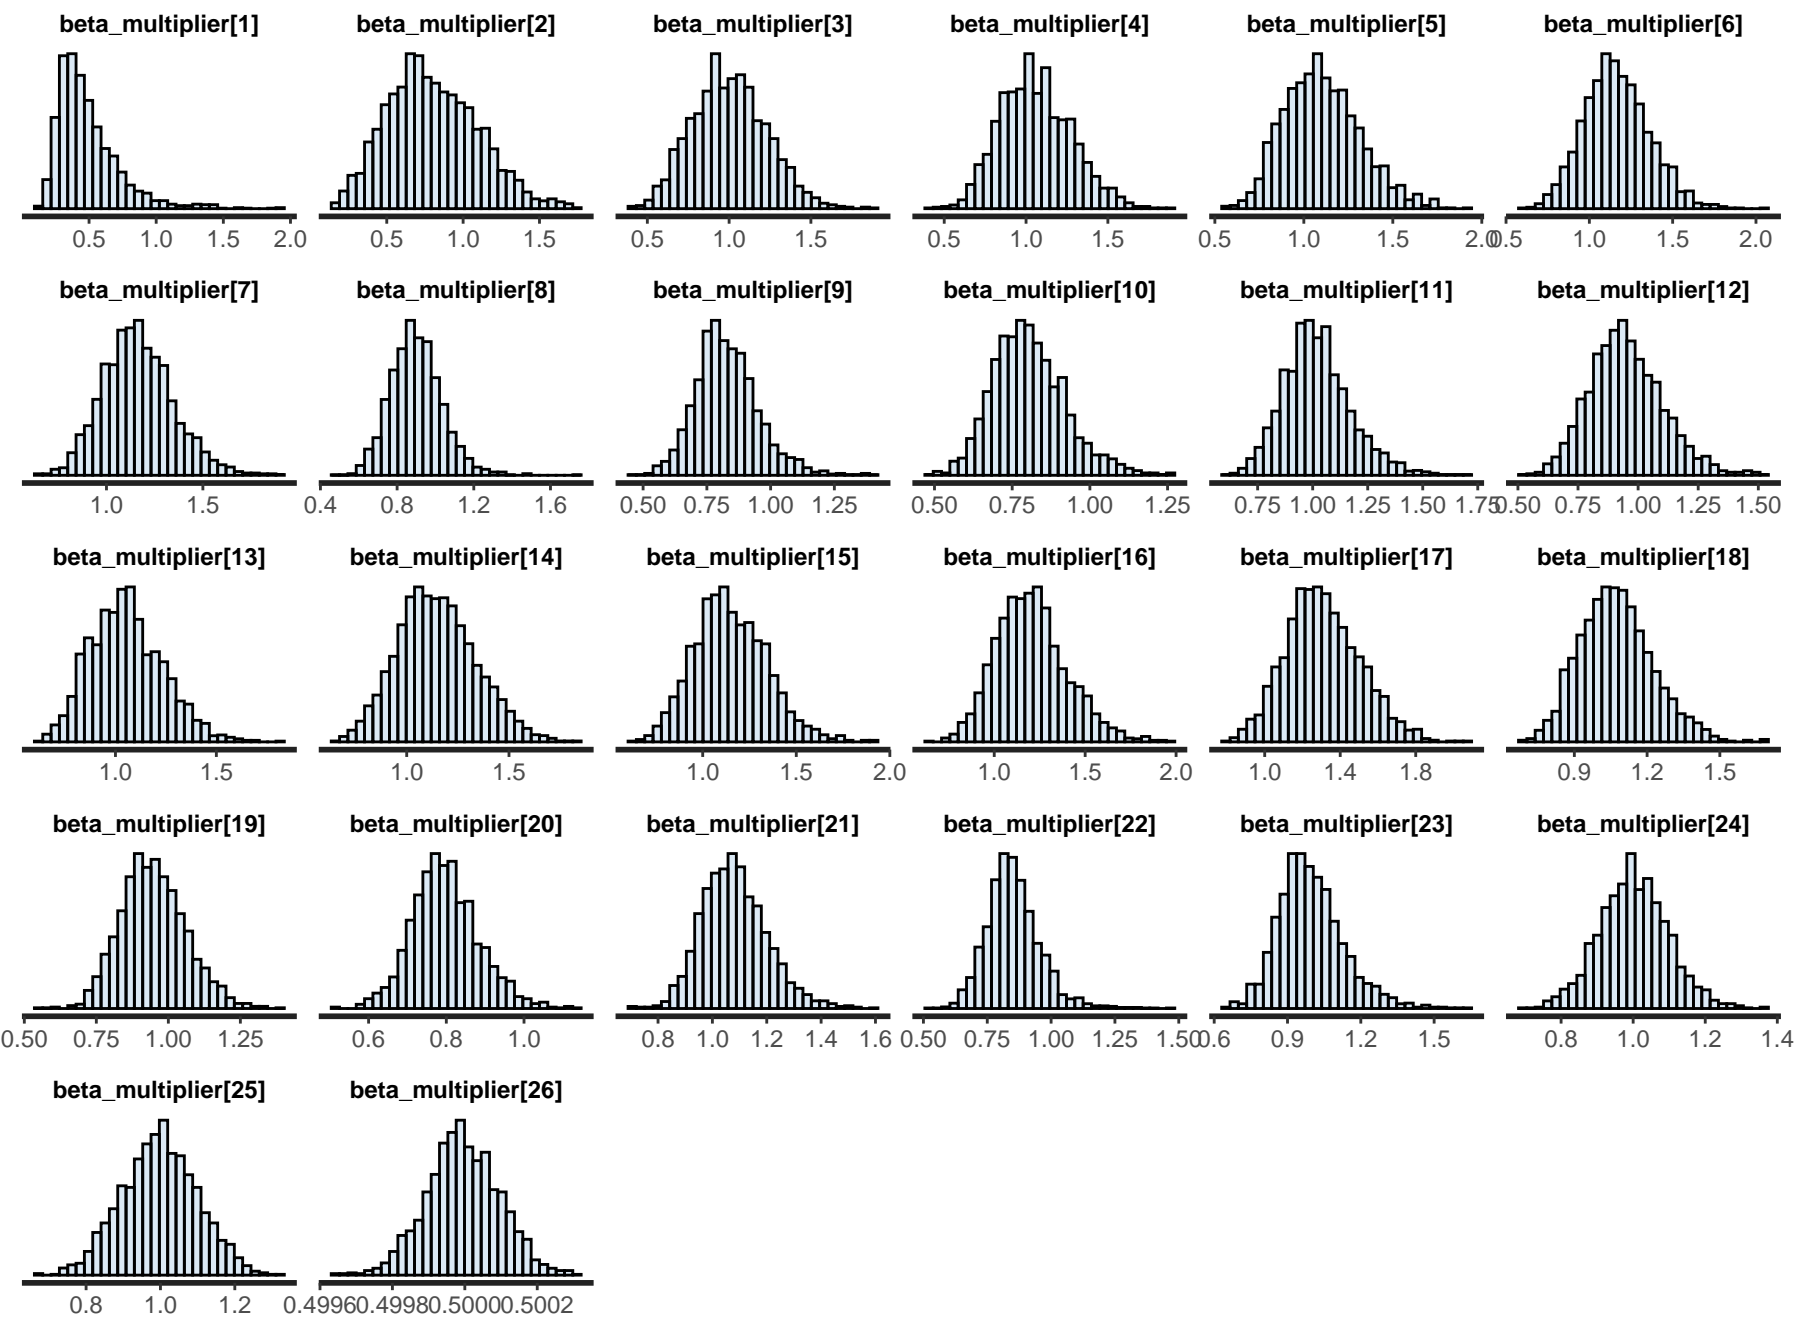 beta_multiplier[1] beta_multiplier[2] beta_multiplier[3] beta_multiplier[4] beta_multiplier[5] beta_multiplier[6]
0.5 1.0 1.5 2.0 0.5 1.0 1.5 0.5 1.0 1.5 0.5 1.0 1.5 0.5 1.0 1.5 2.0 0.5 1.0 1.5 2.0
beta_multiplier[7] beta_multiplier[8] beta_multiplier[9] beta_multiplier[10] beta_multiplier[11] beta_multiplier[12]
1.0 1.5 0.4 0.8 1.2 1.6 0.50 0.75 1.00 1.25 0.50 0.75 1.00 1.25 0.75 1.00 1.25 1.50 1.75 0.50 0.75 1.00 1.25 1.50
beta_multiplier[13] beta_multiplier[14] beta_multiplier[15] beta_multiplier[16] beta_multiplier[17] beta_multiplier[18]
1.0 1.5 1.0 1.5 1.0 1.5 2.0 1.0 1.5 2.0 1.0 1.4 1.8 0.9 1.2 1.5
beta_multiplier[19] beta_multiplier[20] beta_multiplier[21] beta_multiplier[22] beta_multiplier[23] beta_multiplier[24]
0.50 0.75 1.00 1.25 0.6 0.8 1.0 0.8 1.0 1.2 1.4 1.6 0.50 0.75 1.00 1.25 1.50 0.6 0.9 1.2 1.5 0.8 1.0 1.2 1.4
beta_multiplier[25] beta_multiplier[26]
0.8 1.0 1.2 0.4996 0.4998 0.5000 0.5002